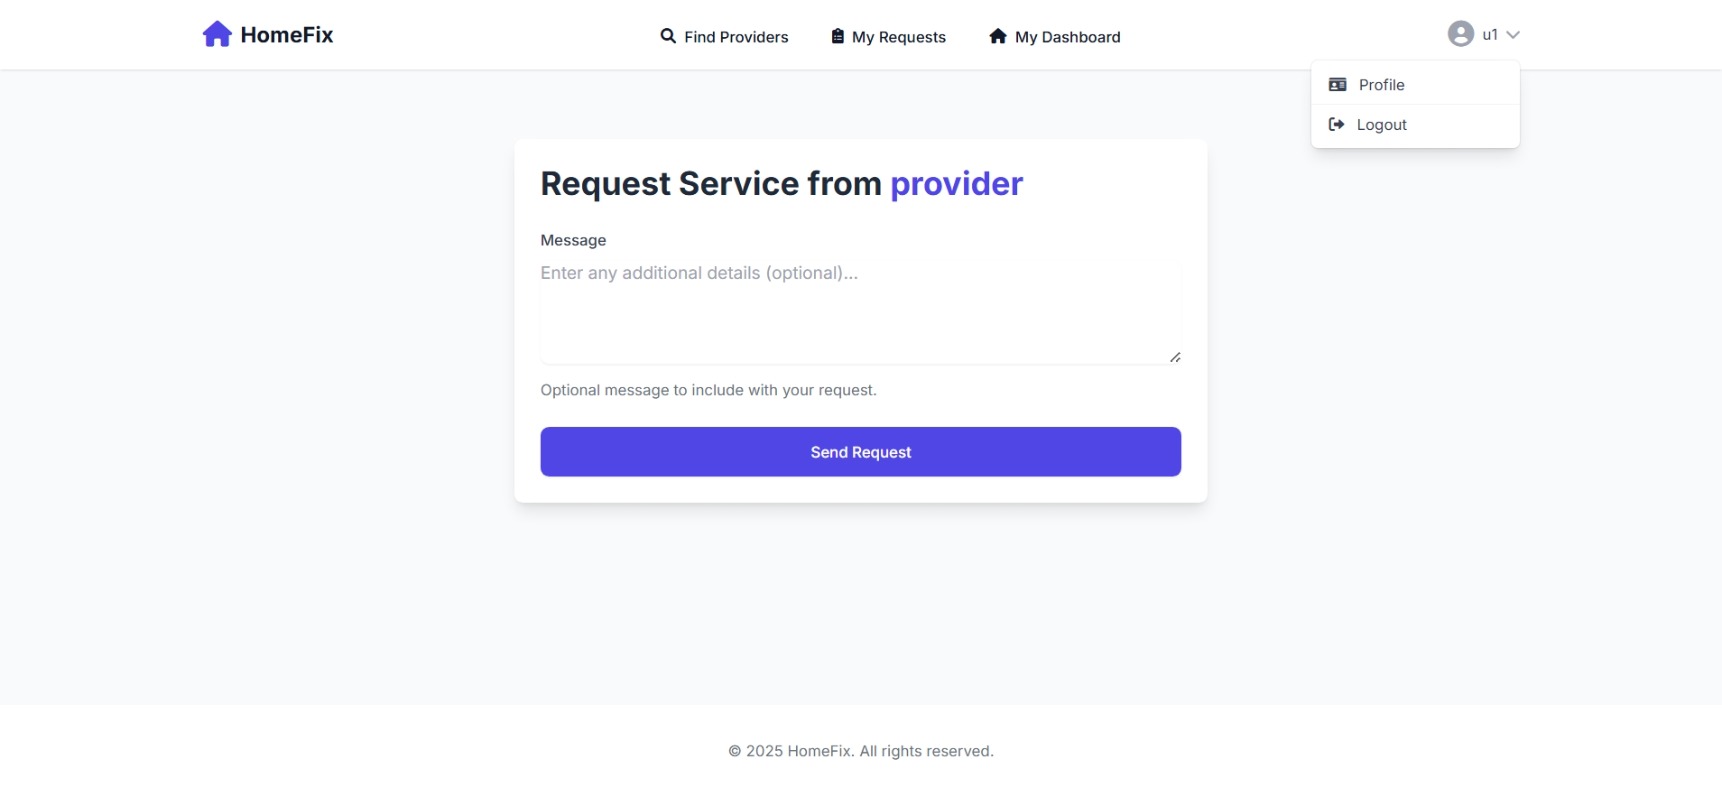 HomeFix
Find Providers
My Requests
My Dashboard
u1
Profile
Logout
Request Service from provider
Message
Enter any additional details (optional)...
Optional message to include with your request.
Send Request
© 2025 HomeFix. All rights reserved.